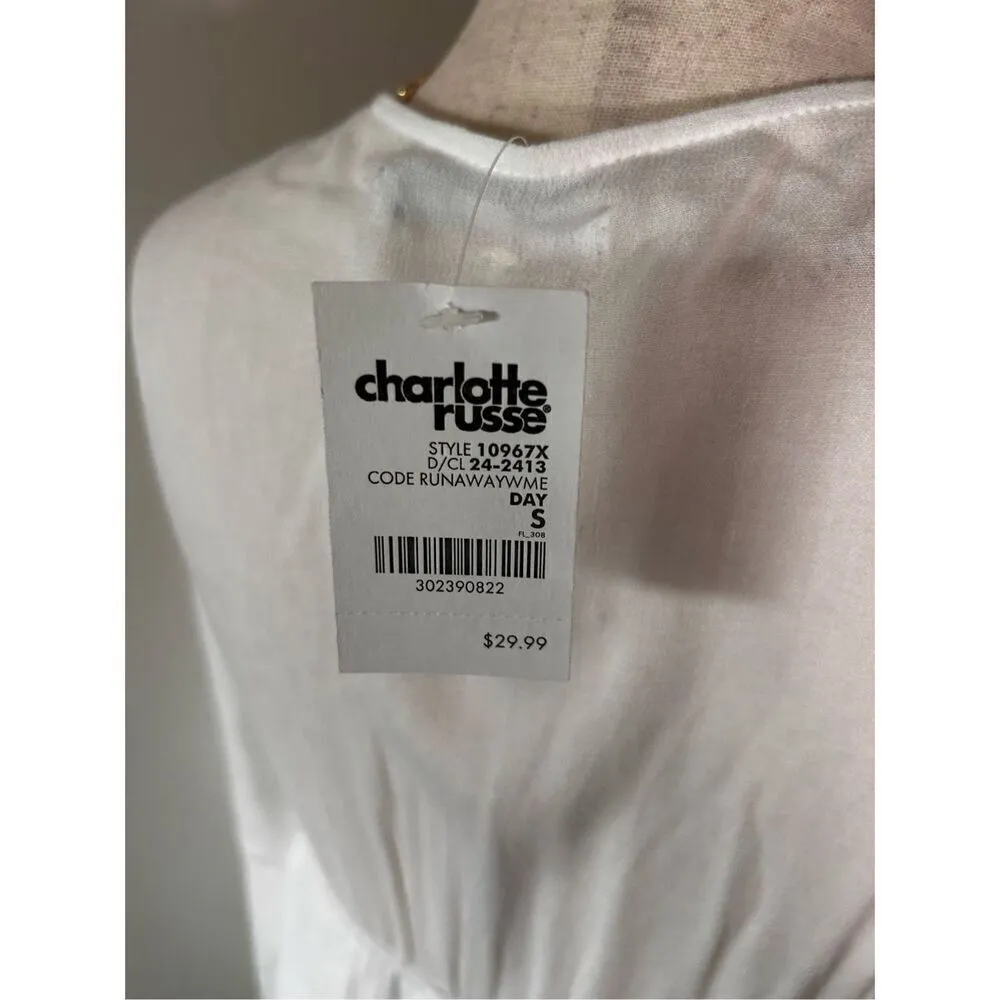 charlotte
russe®
STYLE 10967X
D/CL 24-2413
CODE RUNAWAYWME
DAY
S
FL_308
302390822
$29.99